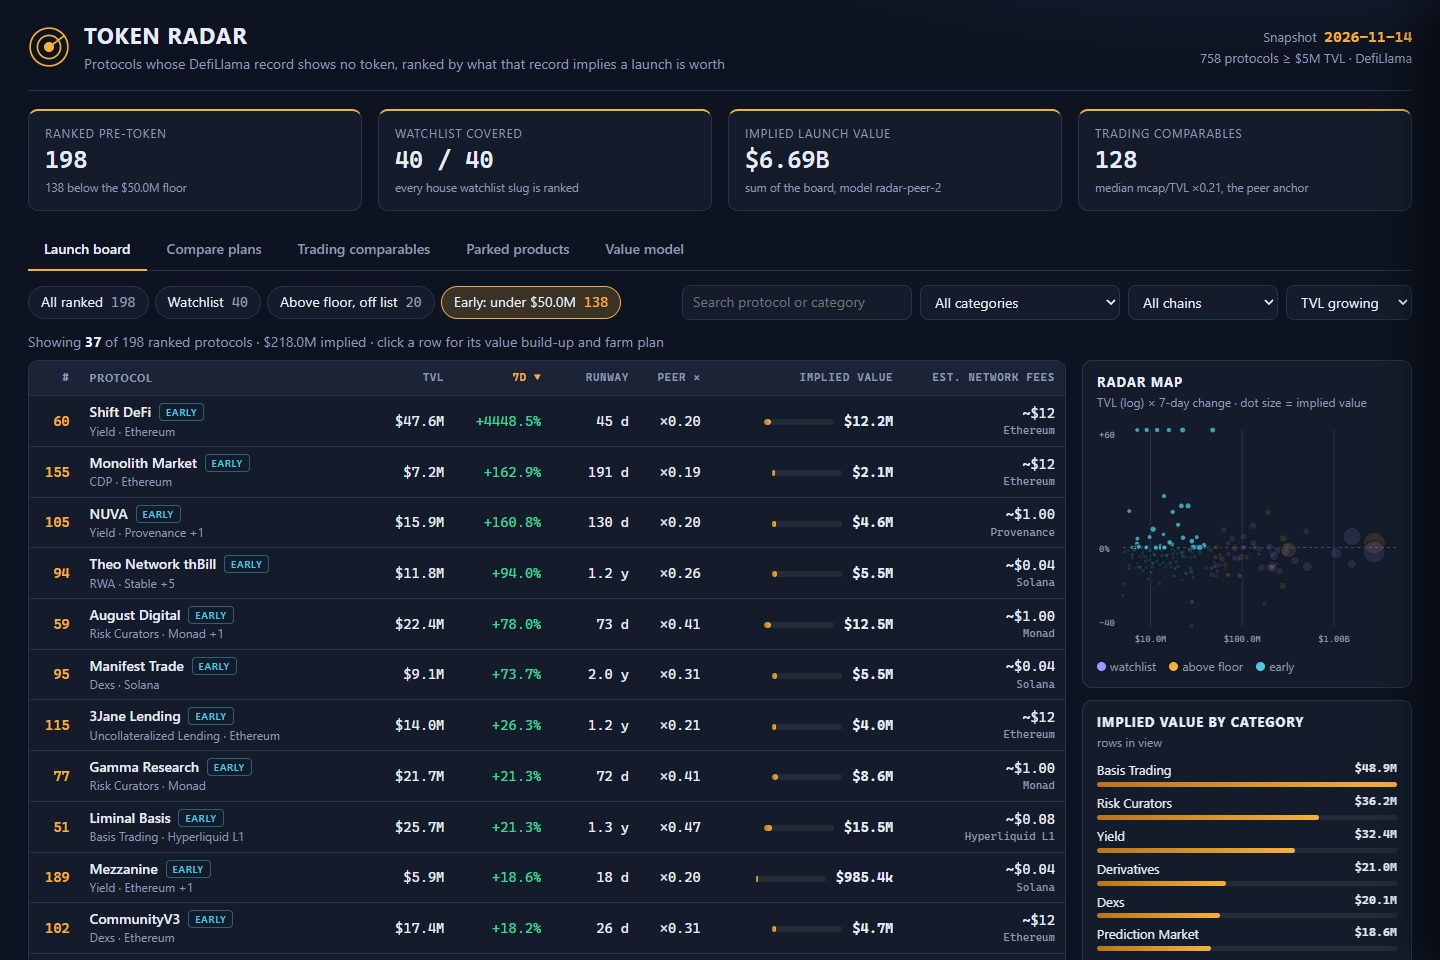 TOKEN RADAR
Protocols whose DefiLlama record shows no token, ranked by what that record implies a launch is worth
Snapshot 2026-11-14
758 protocols ≥ $5M TVL · DefiLlama
RANKED PRE-TOKEN
198
138 below the $50.0M floor
WATCHLIST COVERED
40 / 40
every house watchlist slug is ranked
IMPLIED LAUNCH VALUE
$6.69B
sum of the board, model radar-peer-2
TRADING COMPARABLES
128
median mcap/TVL ×0.21, the peer anchor
Launch board Compare plans Trading comparables Parked products Value model
All ranked 198 Watchlist 40 Above floor, off list 20 Early: under $50.0M 138 Search protocol or category All categories All chains TVL growing
Showing 37 of 198 ranked protocols · $218.0M implied · click a row for its value build-up and farm plan
# PROTOCOL TVL 7D ▼ RUNWAY PEER × IMPLIED VALUE EST. NETWORK FEES
60 Shift DeFi EARLY $47.6M +4448.5% 45 d ×0.20 $12.2M ~$12
Yield · Ethereum Ethereum
155 Monolith Market EARLY $7.2M +162.9% 191 d ×0.19 $2.1M ~$12
CDP · Ethereum Ethereum
105 NUVA EARLY $15.9M +160.8% 130 d ×0.20 $4.6M ~$1.00
Yield · Provenance +1 Provenance
94 Theo Network thBill EARLY $11.8M +94.0% 1.2 y ×0.26 $5.5M ~$0.04
RWA · Stable +5 Solana
59 August Digital EARLY $22.4M +78.0% 73 d ×0.41 $12.5M ~$1.00
Risk Curators · Monad +1 Monad
95 Manifest Trade EARLY $9.1M +73.7% 2.0 y ×0.31 $5.5M ~$0.04
Dexs · Solana Solana
115 3Jane Lending EARLY $14.0M +26.3% 1.2 y ×0.21 $4.0M ~$12
Uncollateralized Lending · Ethereum Ethereum
77 Gamma Research EARLY $21.7M +21.3% 72 d ×0.41 $8.6M ~$1.00
Risk Curators · Monad Monad
51 Liminal Basis EARLY $25.7M +21.3% 1.3 y ×0.47 $15.5M ~$0.08
Basis Trading · Hyperliquid L1 Hyperliquid L1
189 Mezzanine EARLY $5.9M +18.6% 18 d ×0.20 $985.4k ~$0.04
Yield · Ethereum +1 Solana
102 CommunityV3 EARLY $17.4M +18.2% 26 d ×0.31 $4.7M ~$12
Dexs · Ethereum Ethereum
RADAR MAP
TVL (log) × 7-day change · dot size = implied value
+60
0%
−40
$10.0M $100.0M $1.00B
watchlist above floor early
IMPLIED VALUE BY CATEGORY
rows in view
Basis Trading $48.9M
Risk Curators $36.2M
Yield $32.4M
Derivatives $21.0M
Dexs $20.1M
Prediction Market $18.6M